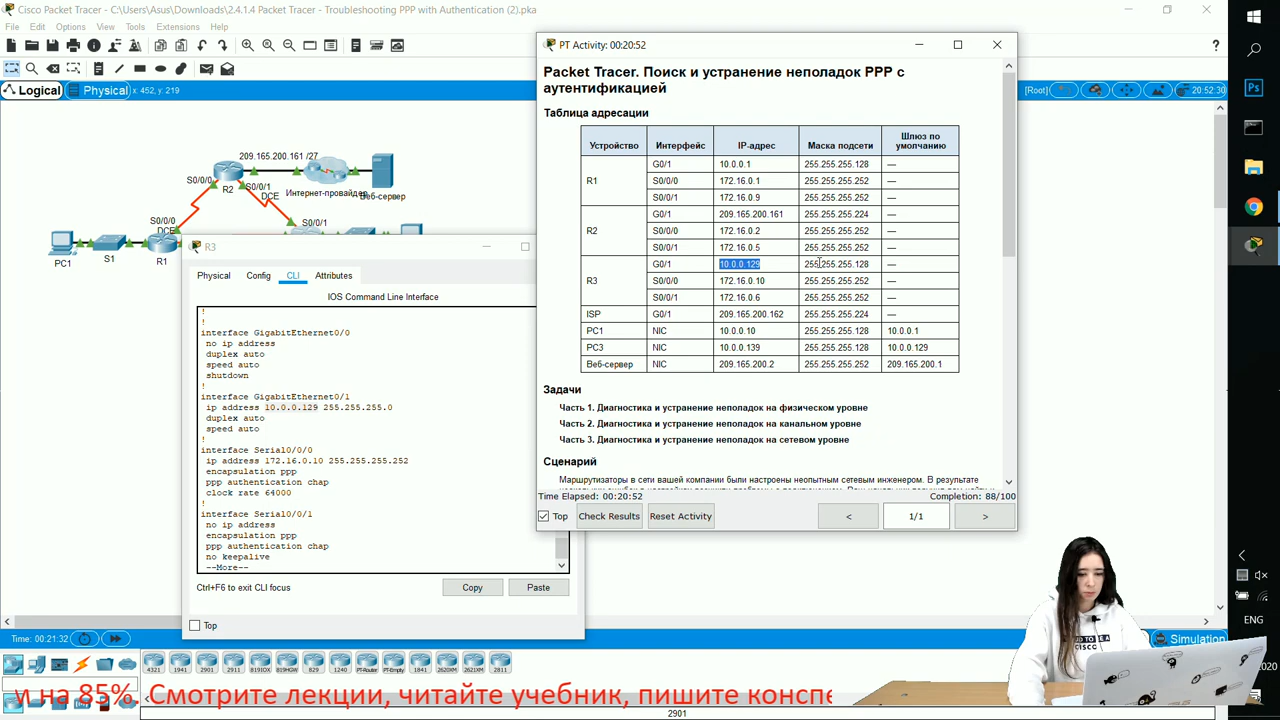 Cisco Packet Tracer - C:\Users\Asus\Downloads\2.4.1.4 Packet Tracer - Troubleshooting PPP with Authentication (2).pka
File Edit Options View Tools Extensions Help
Logical Physical x: 452, y: 219
[Root] 20:52:30
209.165.200.161 /27
S0/0/0 R2 S0/0/1 DCE
Интернет-провайдер
Веб-сервер
S0/0/0 DCE
S0/0/1
PC1 S1 R1
R3
Physical Config CLI Attributes
IOS Command Line Interface
!
!
interface GigabitEthernet0/0
no ip address
duplex auto
speed auto
shutdown
!
interface GigabitEthernet0/1
ip address 10.0.0.129 255.255.255.0
duplex auto
speed auto
!
interface Serial0/0/0
ip address 172.16.0.10 255.255.255.252
encapsulation ppp
ppp authentication chap
clock rate 64000
!
interface Serial0/0/1
no ip address
encapsulation ppp
ppp authentication chap
no keepalive
--More--
Ctrl+F6 to exit CLI focus
Copy Paste
Top
PT Activity: 00:20:52
Packet Tracer. Поиск и устранение неполадок PPP с
аутентификацией
Таблица адресации
Устройство Интерфейс IP-адрес Маска подсети Шлюз по умолчанию
R1 G0/1 10.0.0.1 255.255.255.128 —
S0/0/0 172.16.0.1 255.255.255.252 —
S0/0/1 172.16.0.9 255.255.255.252 —
R2 G0/1 209.165.200.161 255.255.255.224 —
S0/0/0 172.16.0.2 255.255.255.252 —
S0/0/1 172.16.0.5 255.255.255.252 —
R3 G0/1 10.0.0.129 255.255.255.128 —
S0/0/0 172.16.0.10 255.255.255.252 —
S0/0/1 172.16.0.6 255.255.255.252 —
ISP G0/1 209.165.200.162 255.255.255.224 —
PC1 NIC 10.0.0.10 255.255.255.128 10.0.0.1
PC3 NIC 10.0.0.139 255.255.255.128 10.0.0.129
Веб-сервер NIC 209.165.200.2 255.255.255.252 209.165.200.1
Задачи
Часть 1. Диагностика и устранение неполадок на физическом уровне
Часть 2. Диагностика и устранение неполадок на канальном уровне
Часть 3. Диагностика и устранение неполадок на сетевом уровне
Сценарий
Маршрутизаторы в сети вашей компании были настроены неопытным сетевым инженером. В результате
Time Elapsed: 00:20:52 Completion: 88/100
Top Check Results Reset Activity < 1/1 >
Time: 00:21:32 Simulation
4321 1941 2901 2911 819IOX 819HGW 829 1240 PT-Router PT-Empty 1841 2620XM 2621XM 2811
и на 85%. Смотрите лекции, читайте учебник, пишите конспе
2901
ENG
CISCO